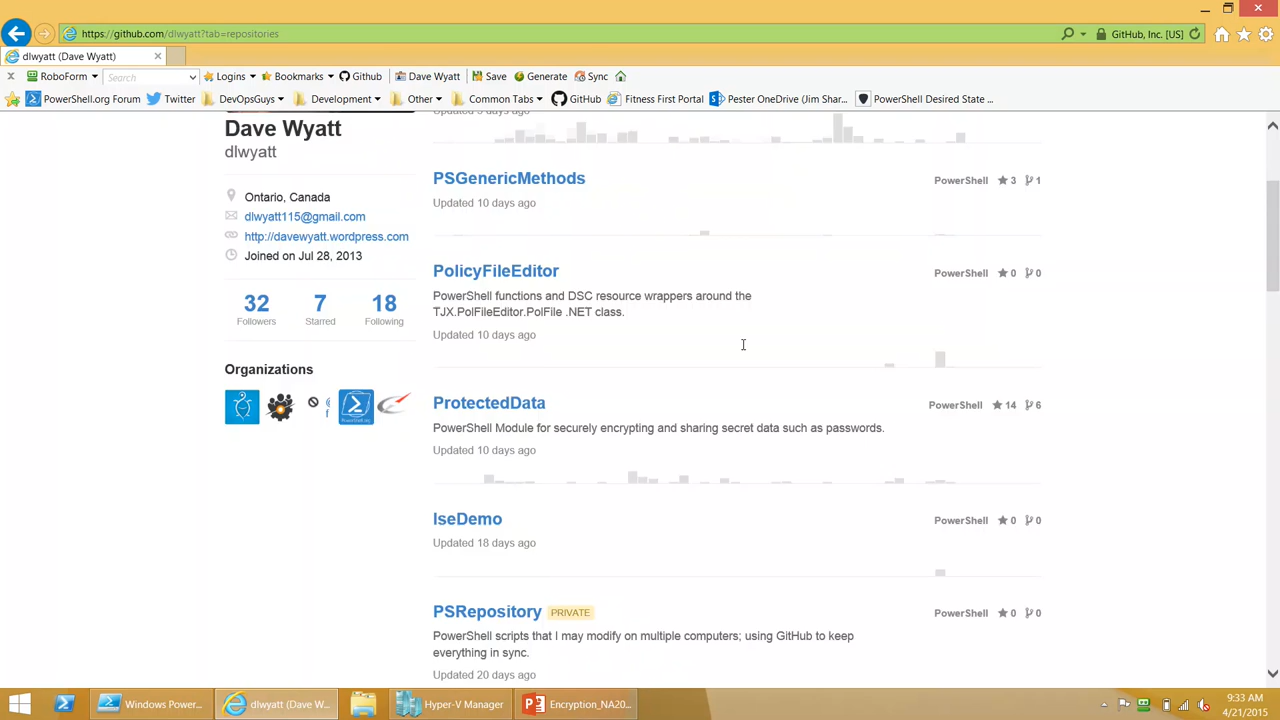 https://github.com/dlwyatt?tab=repositories
GitHub, Inc. [US]
dlwyatt (Dave Wyatt)
RoboForm
Search
Logins
Bookmarks
Github
Dave Wyatt
Save
Generate
Sync
PowerShell.org Forum
Twitter
DevOpsGuys
Development
Other
Common Tabs
GitHub
Fitness First Portal
Pester OneDrive (Jim Shar...
PowerShell Desired State ...
Dave Wyatt
dlwyatt
Ontario, Canada
dlwyatt115@gmail.com
http://davewyatt.wordpress.com
Joined on Jul 28, 2013
32
Followers
7
Starred
18
Following
Organizations
PSGenericMethods
PowerShell 3 1
Updated 10 days ago
PolicyFileEditor
PowerShell 0 0
PowerShell functions and DSC resource wrappers around the
TJX.PolFileEditor.PolFile .NET class.
Updated 10 days ago
ProtectedData
PowerShell 14 6
PowerShell Module for securely encrypting and sharing secret data such as passwords.
Updated 10 days ago
IseDemo
PowerShell 0 0
Updated 18 days ago
PSRepository PRIVATE
PowerShell 0 0
PowerShell scripts that I may modify on multiple computers; using GitHub to keep
everything in sync.
Updated 20 days ago
Windows Power...
dlwyatt (Dave W...
Hyper-V Manager
Encryption_NA20...
9:33 AM
4/21/2015